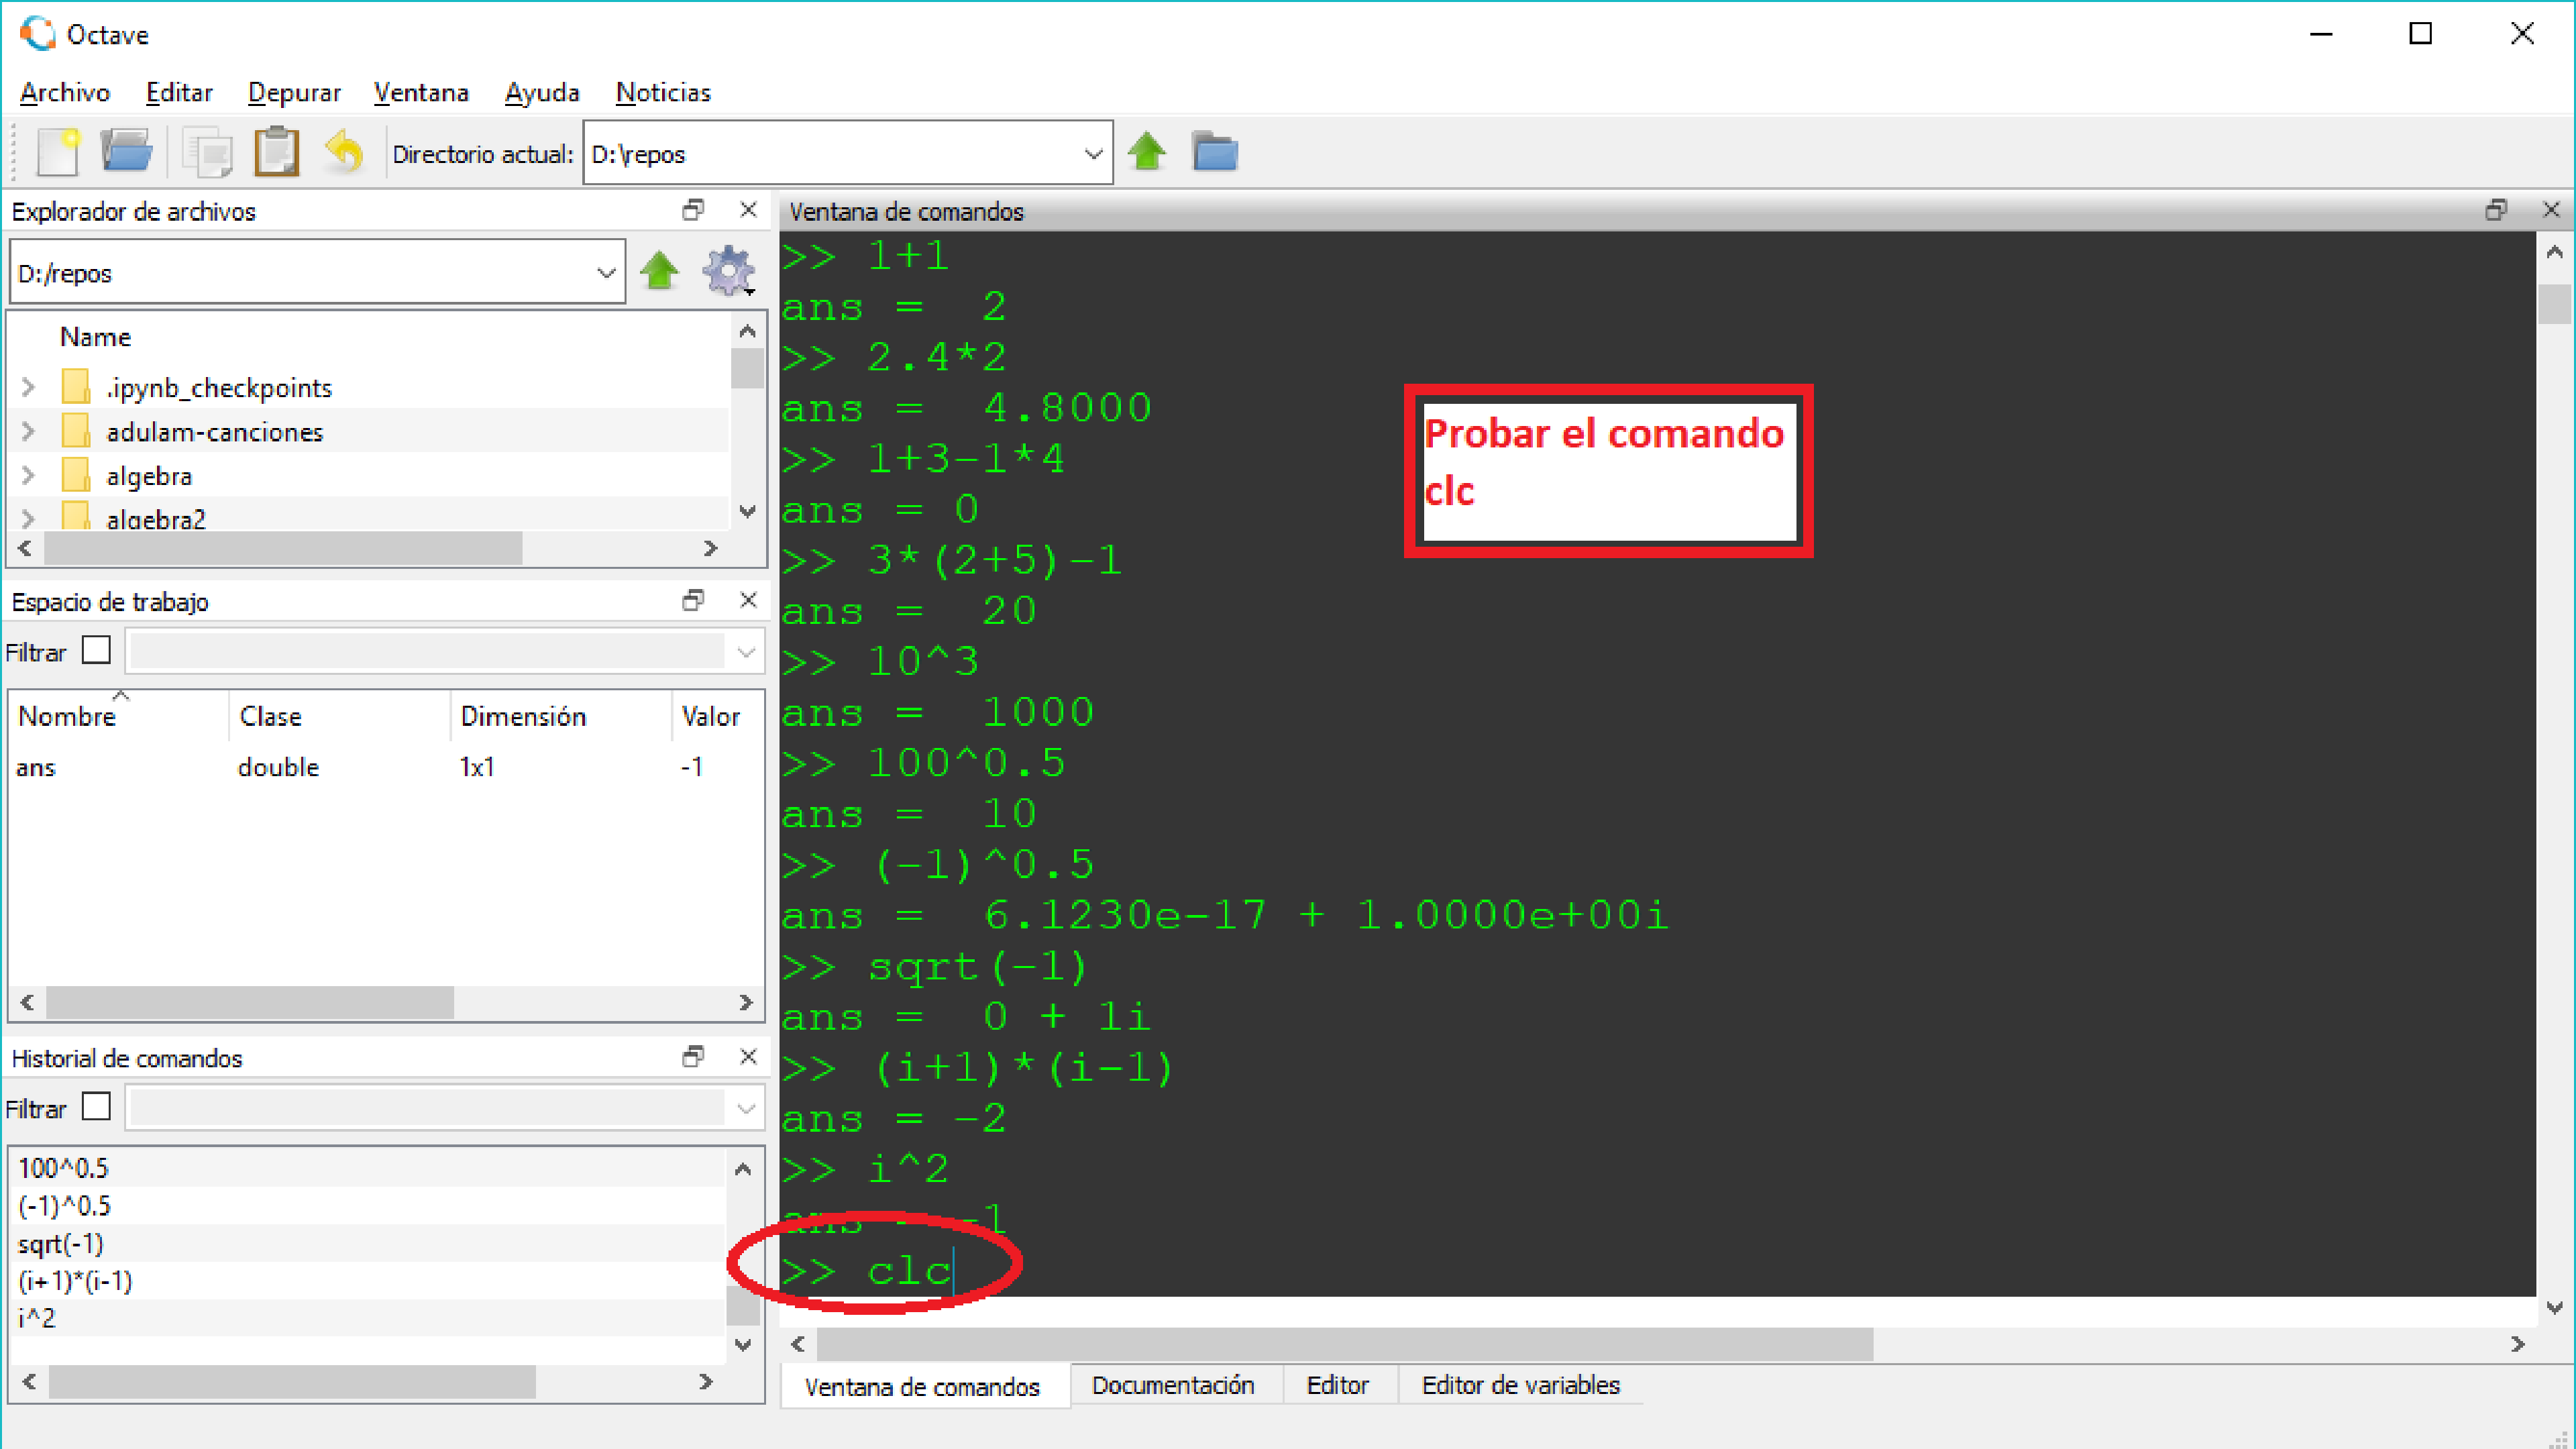 Octave
Archivo Editar Depurar Ventana Ayuda Noticias
Directorio actual: D:\repos
Explorador de archivos
D:/repos
Name
.ipynb_checkpoints
adulam-canciones
algebra
algebra2
Espacio de trabajo
Filtrar
Nombre Clase Dimensión Valor
ans double 1x1 -1
Historial de comandos
Filtrar
100^0.5
(-1)^0.5
sqrt(-1)
(i+1)*(i-1)
i^2
Ventana de comandos
>> 1+1
ans =  2
>> 2.4*2
ans =  4.8000
>> 1+3-1*4
ans = 0
>> 3*(2+5)-1
ans =  20
>> 10^3
ans =  1000
>> 100^0.5
ans =  10
>> (-1)^0.5
ans =  6.1230e-17 + 1.0000e+00i
>> sqrt(-1)
ans =  0 + 1i
>> (i+1)*(i-1)
ans = -2
>> i^2
ans = -1
>> clc
Probar el comando
clc
Ventana de comandos Documentación Editor Editor de variables